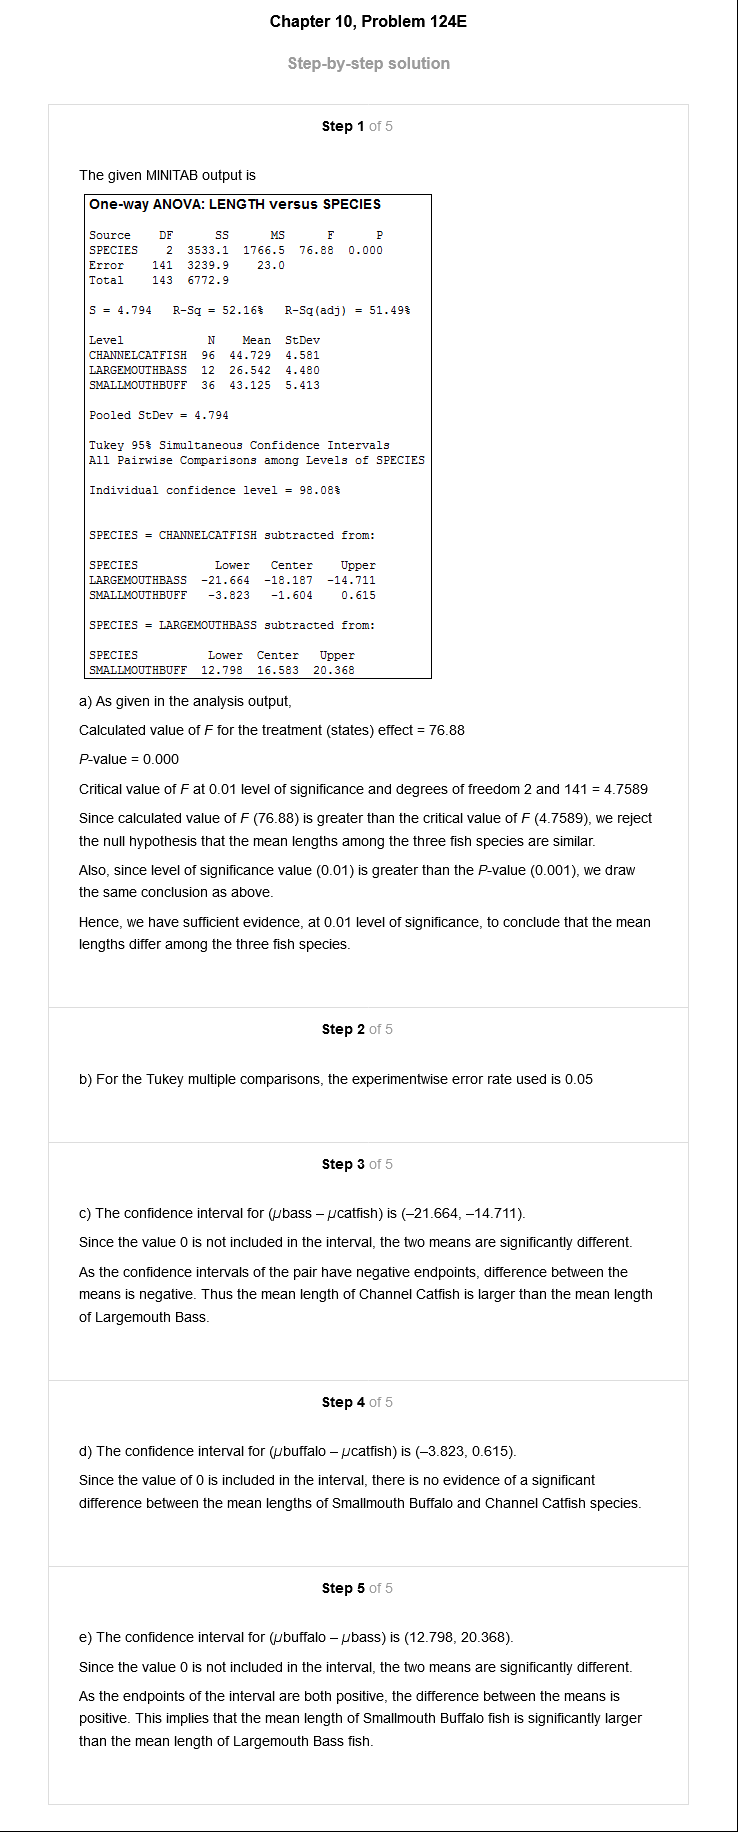 Chapter 10, Problem 124E
Step-by-step solution
Step 1 of 5
The given MINITAB output is
One-way ANOVA: LENGTH versus SPECIES
Source DF SS MS F P
SPECIES 2 3533.1 1766.5 76.88 0.000
Error 141 3239.9 23.0
Total 143 6772.9
S = 4.794 R-Sq = 52.16% R-Sq(adj) = 51.49%
Level N Mean StDev
CHANNELCATFISH 96 44.729 4.581
LARGEMOUTHBASS 12 26.542 4.480
SMALLMOUTHBUFF 36 43.125 5.413
Pooled StDev = 4.794
Tukey 95% Simultaneous Confidence Intervals
All Pairwise Comparisons among Levels of SPECIES
Individual confidence level = 98.08%
SPECIES = CHANNELCATFISH subtracted from:
SPECIES Lower Center Upper
LARGEMOUTHBASS -21.664 -18.187 -14.711
SMALLMOUTHBUFF -3.823 -1.604 0.615
SPECIES = LARGEMOUTHBASS subtracted from:
SPECIES Lower Center Upper
SMALLMOUTHBUFF 12.798 16.583 20.368
a) As given in the analysis output,
Calculated value of F for the treatment (states) effect = 76.88
P-value = 0.000
Critical value of F at 0.01 level of significance and degrees of freedom 2 and 141 = 4.7589
Since calculated value of F (76.88) is greater than the critical value of F (4.7589), we reject
the null hypothesis that the mean lengths among the three fish species are similar.
Also, since level of significance value (0.01) is greater than the P-value (0.001), we draw
the same conclusion as above.
Hence, we have sufficient evidence, at 0.01 level of significance, to conclude that the mean
lengths differ among the three fish species.
Step 2 of 5
b) For the Tukey multiple comparisons, the experimentwise error rate used is 0.05
Step 3 of 5
c) The confidence interval for (μbass – μcatfish) is (–21.664, –14.711).
Since the value 0 is not included in the interval, the two means are significantly different.
As the confidence intervals of the pair have negative endpoints, difference between the
means is negative. Thus the mean length of Channel Catfish is larger than the mean length
of Largemouth Bass.
Step 4 of 5
d) The confidence interval for (μbuffalo – μcatfish) is (–3.823, 0.615).
Since the value of 0 is included in the interval, there is no evidence of a significant
difference between the mean lengths of Smallmouth Buffalo and Channel Catfish species.
Step 5 of 5
e) The confidence interval for (μbuffalo – μbass) is (12.798, 20.368).
Since the value 0 is not included in the interval, the two means are significantly different.
As the endpoints of the interval are both positive, the difference between the means is
positive. This implies that the mean length of Smallmouth Buffalo fish is significantly larger
than the mean length of Largemouth Bass fish.